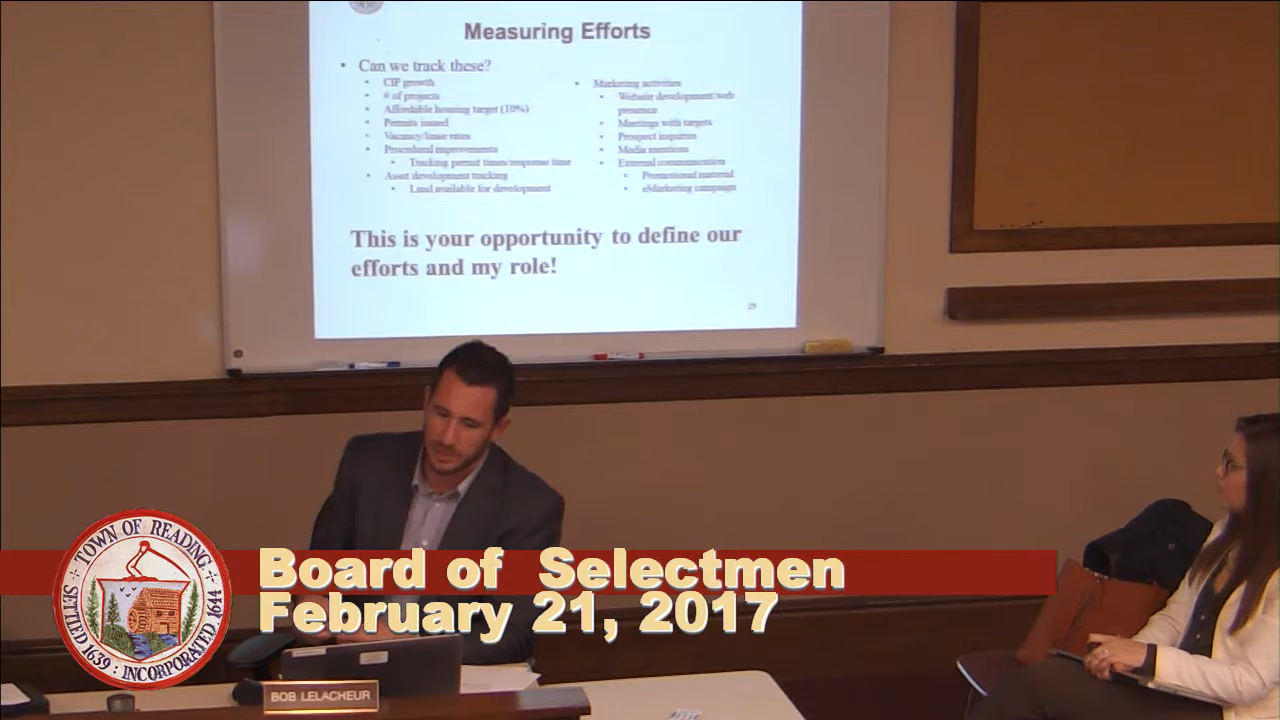 Measuring Efforts
• Can we track these?
• CIP growth
• # of projects
• Affordable housing target (10%)
• Permits issued
• Vacancy/lease rates
• Procedural improvements
• Tracking permit times/response time
• Asset development tracking
• Land available for development
• Marketing activities
• Website development/web
presence
• Meetings with targets
• Prospect inquiries
• Media mentions
• External communication
• Promotional material
• eMarketing campaign
This is your opportunity to define our
efforts and my role!
29
TOWN OF READING
SETTLED 1639 : INCORPORATED 1644
Board of Selectmen
February 21, 2017
BOB LELACHEUR